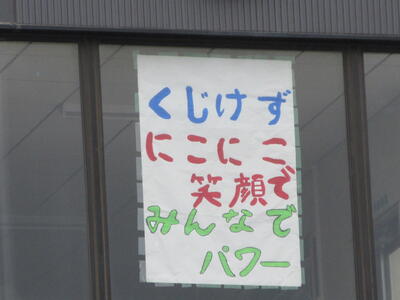 くじけず
にこにこ
笑顔で
みんなで
パワー